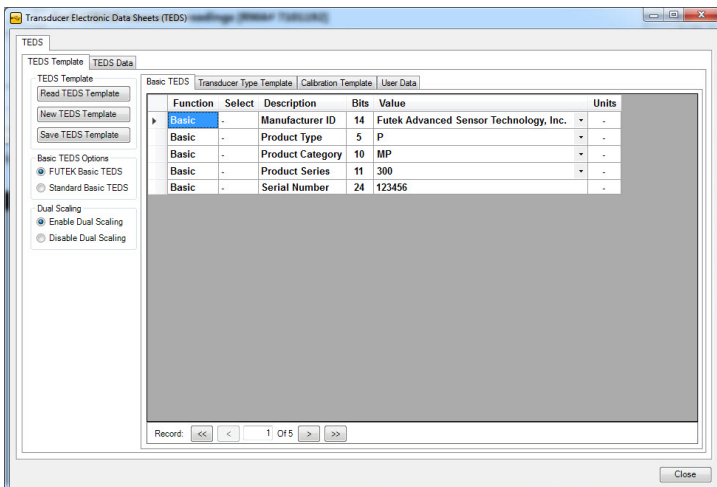 Transducer Electronic Data Sheets (TEDS)
TEDS
TEDS Template TEDS Data
TEDS Template
Read TEDS Template
New TEDS Template
Save TEDS Template
Basic TEDS Options
FUTEK Basic TEDS
Standard Basic TEDS
Dual Scaling
Enable Dual Scaling
Disable Dual Scaling
Basic TEDS Transducer Type Template Calibration Template User Data
Function Select Description Bits Value Units
Basic - Manufacturer ID 14 Futek Advanced Sensor Technology, Inc. -
Basic - Product Type 5 P -
Basic - Product Category 10 MP -
Basic - Product Series 11 300 -
Basic - Serial Number 24 123456 -
Record: << < 1 Of 5 > >>
Close